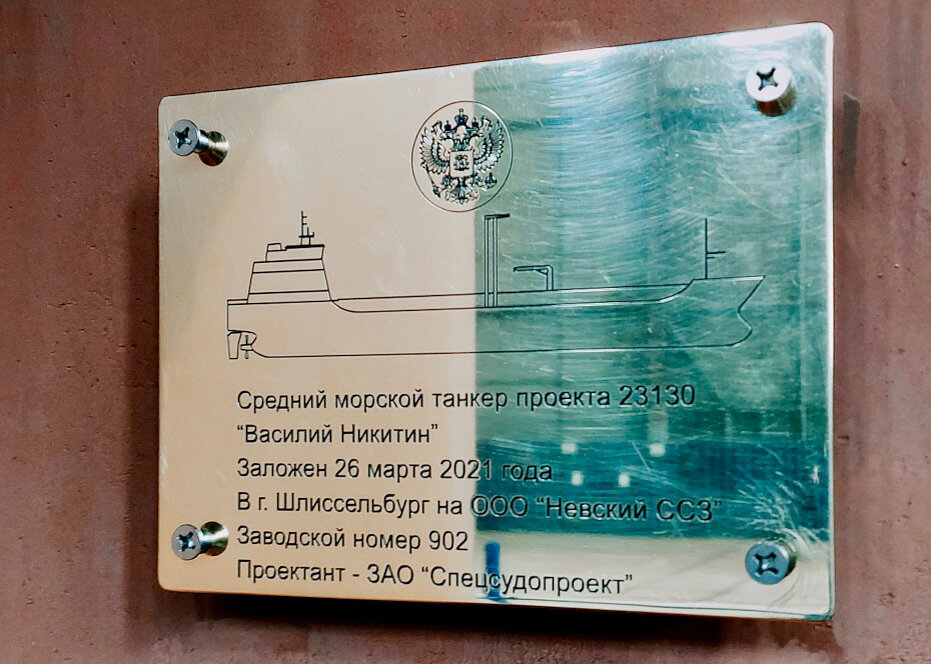 Средний морской танкер проекта 23130
“Василий Никитин”
Заложен 26 марта 2021 года
В г. Шлиссельбург на ООО “Невский ССЗ”
Заводской номер 902
Проектант - ЗАО “Спецсудопроект”